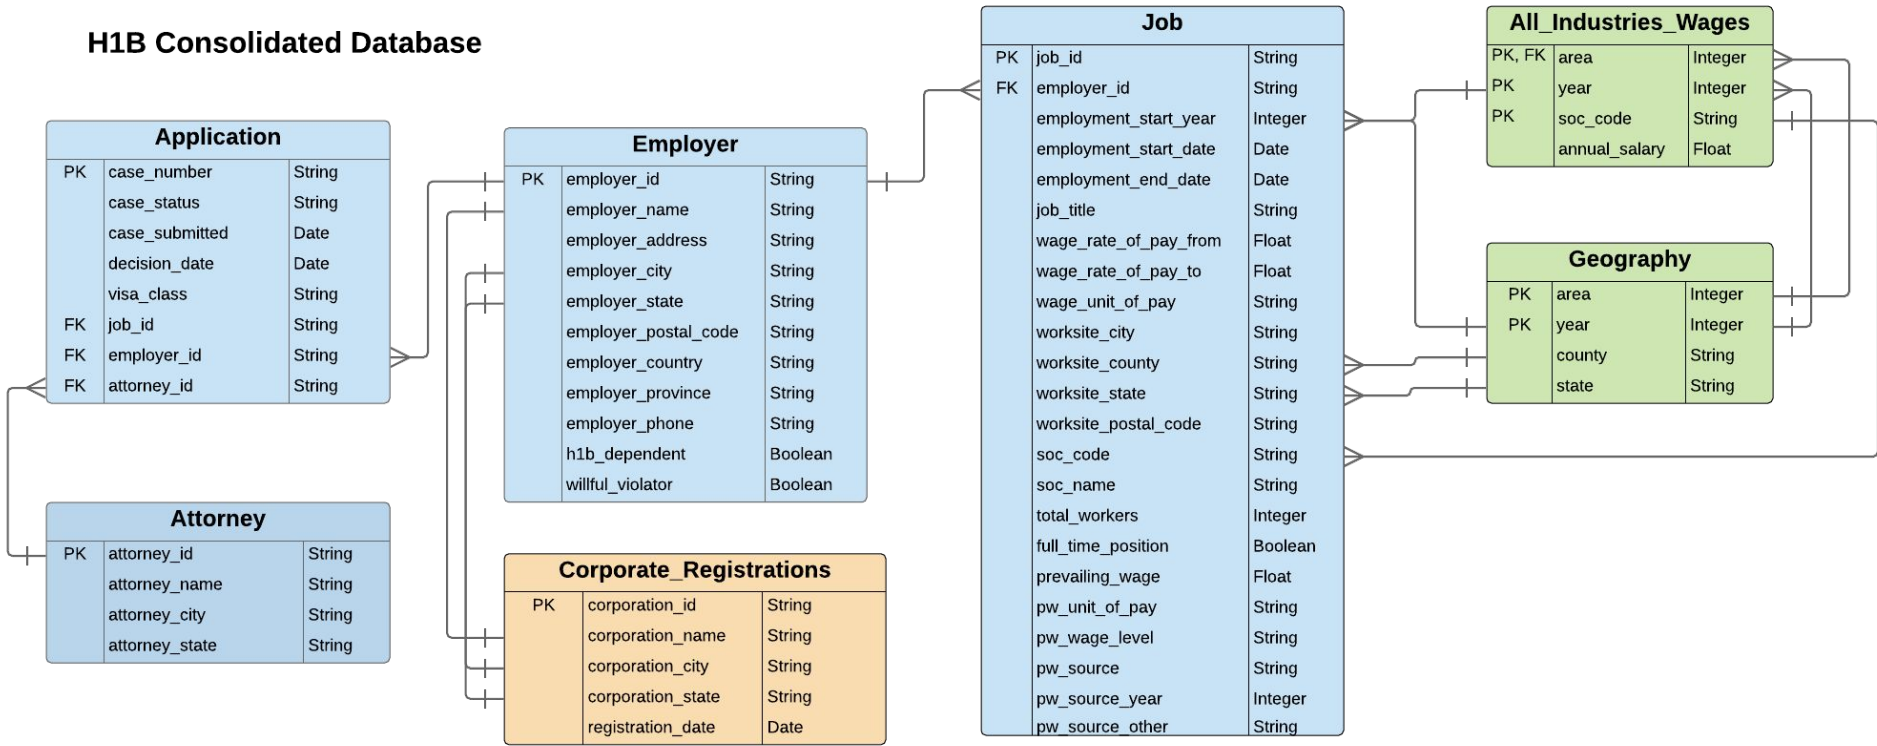 H1B Consolidated Database
Application
PK case_number String
case_status String
case_submitted Date
decision_date Date
visa_class String
FK job_id String
FK employer_id String
FK attorney_id String
Attorney
PK attorney_id String
attorney_name String
attorney_city String
attorney_state String
Employer
PK employer_id String
employer_name String
employer_address String
employer_city String
employer_state String
employer_postal_code String
employer_country String
employer_province String
employer_phone String
h1b_dependent Boolean
willful_violator Boolean
Corporate_Registrations
PK corporation_id String
corporation_name String
corporation_city String
corporation_state String
registration_date Date
Job
PK job_id String
FK employer_id String
employment_start_year Integer
employment_start_date Date
employment_end_date Date
job_title String
wage_rate_of_pay_from Float
wage_rate_of_pay_to Float
wage_unit_of_pay String
worksite_city String
worksite_county String
worksite_state String
worksite_postal_code String
soc_code String
soc_name String
total_workers Integer
full_time_position Boolean
prevailing_wage Float
pw_unit_of_pay String
pw_wage_level String
pw_source String
pw_source_year Integer
pw_source_other String
All_Industries_Wages
PK, FK area Integer
PK year Integer
PK soc_code String
annual_salary Float
Geography
PK area Integer
PK year Integer
county String
state String